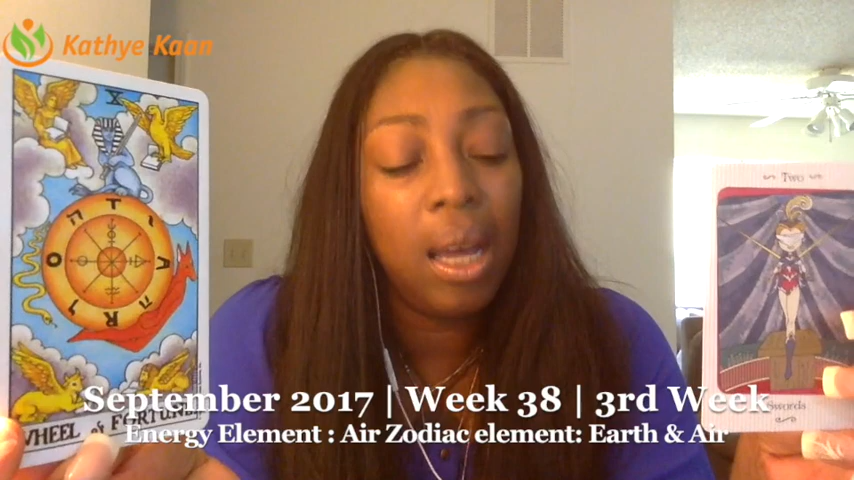 Kathye Kaan
X
TWO
WHEEL of FORTUNE
Swords
September 2017 | Week 38 | 3rd Week
Energy Element : Air Zodiac element: Earth & Air